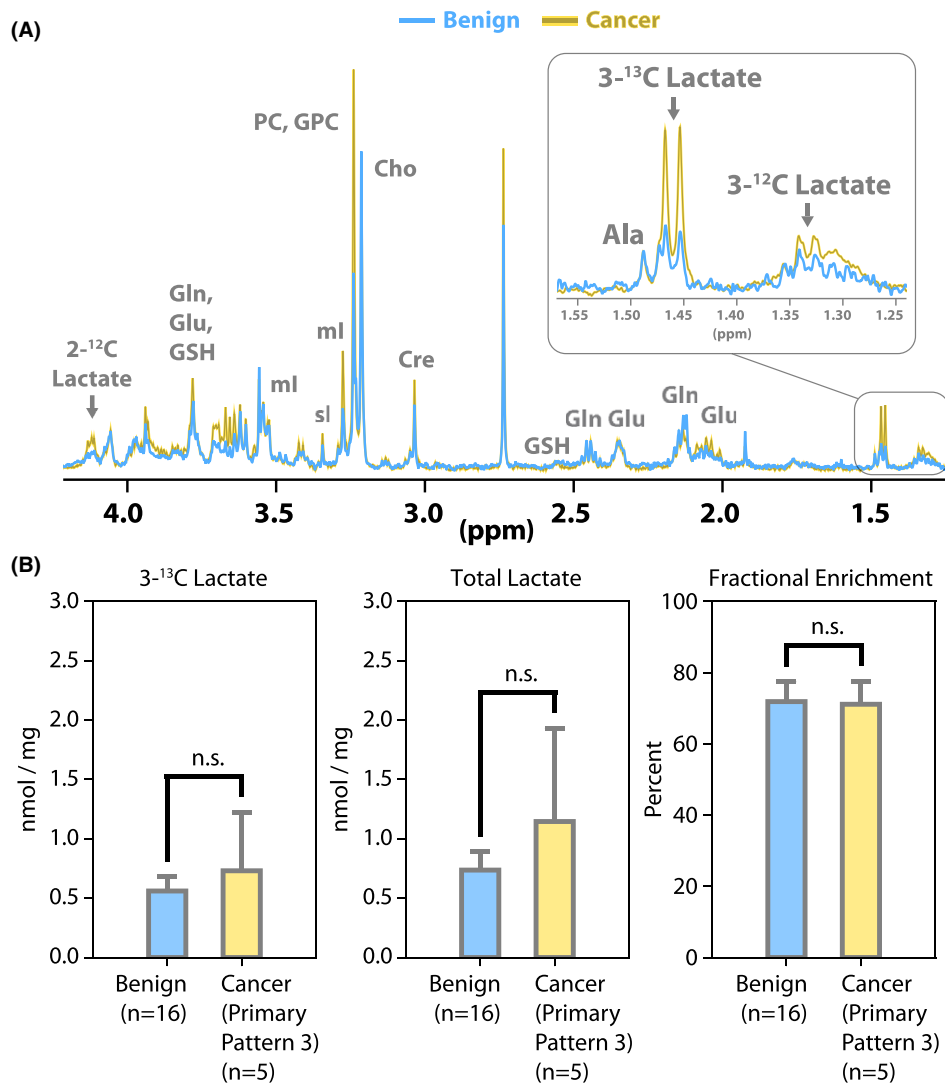 (A)
Benign Cancer
3-¹³C Lactate
3-¹²C Lactate
Ala
1.55 1.50 1.45 1.40 1.35 1.30 1.25
(ppm)
PC, GPC
Cho
Gln,
Glu,
GSH
2-¹²C
Lactate
mI
sI
mI
Cre
GSH
Gln
Glu
Gln
Glu
4.0 3.5 3.0 2.5 2.0 1.5
(ppm)
(B)
3-¹³C Lactate
3.0
2.5
2.0
1.5
1.0
0.5
0.0
nmol / mg
n.s.
Benign
(n=16)
Cancer
(Primary
Pattern 3)
(n=5)
Total Lactate
3.0
2.5
2.0
1.5
1.0
0.5
0.0
nmol / mg
n.s.
Benign
(n=16)
Cancer
(Primary
Pattern 3)
(n=5)
Fractional Enrichment
100
80
60
40
20
0
Percent
n.s.
Benign
(n=16)
Cancer
(Primary
Pattern 3)
(n=5)